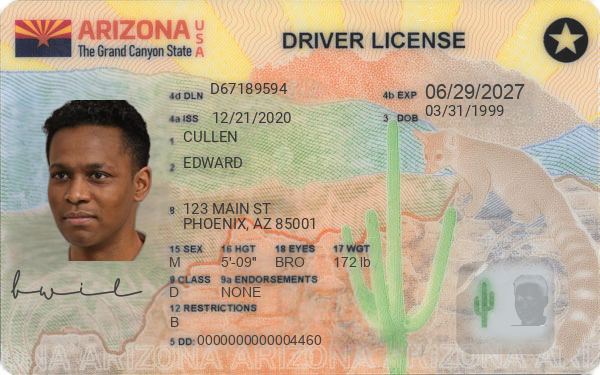 ARIZONA USA
The Grand Canyon State
DRIVER LICENSE
4d DLN D67189594
4b EXP 06/29/2027
4a ISS 12/21/2020
3 DOB 03/31/1999
1 CULLEN
2 EDWARD
8 123 MAIN ST
PHOENIX, AZ 85001
15 SEX 16 HGT 18 EYES 17 WGT
M 5'-09" BRO 172 lb
9 CLASS 9a ENDORSEMENTS
D NONE
12 RESTRICTIONS
B
5 DD: 0000000000004460
ARIZONA ARIZONA ARIZONA ARIZONA